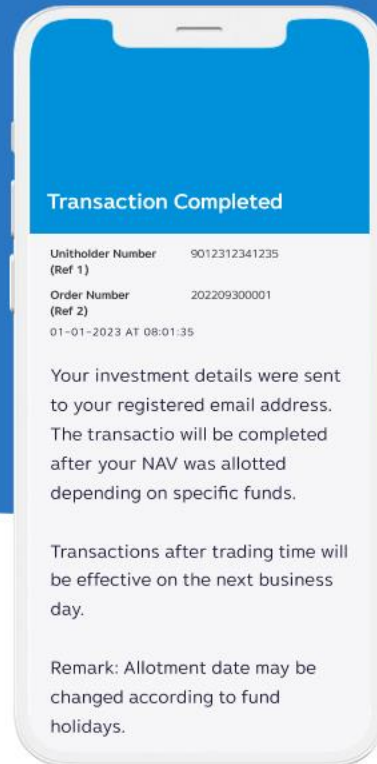 Transaction Completed
Unitholder Number 9012312341235
(Ref 1)
Order Number 202209300001
(Ref 2)
01-01-2023 AT 08:01:35
Your investment details were sent
to your registered email address.
The transactio will be completed
after your NAV was allotted
depending on specific funds.
Transactions after trading time will
be effective on the next business
day.
Remark: Allotment date may be
changed according to fund
holidays.